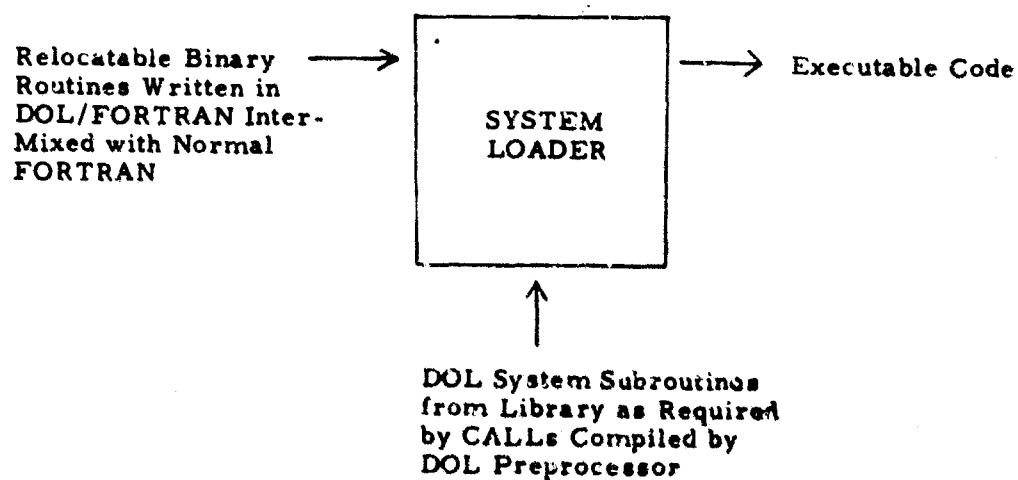 Relocatable Binary
Routines Written in
DOL/FORTRAN Inter-
Mixed with Normal
FORTRAN
SYSTEM
LOADER
Executable Code
DOL System Subroutines
from Library as Required
by CALLs Compiled by
DOL Preprocessor